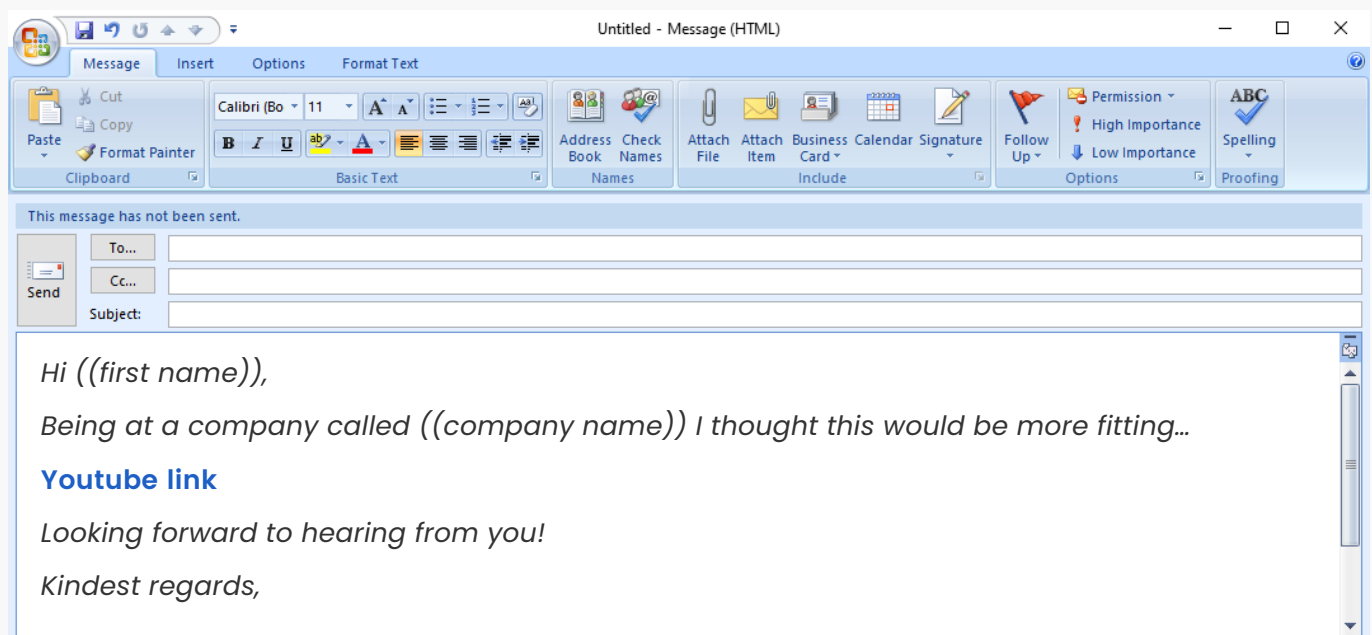 Untitled - Message (HTML)
Message Insert Options Format Text
Paste
Cut
Copy
Format Painter
Clipboard
Calibri (Bo 11
B I U ab A
Basic Text
Address Book
Check Names
Names
Attach File
Attach Item
Business Card
Calendar
Signature
Include
Follow Up
Permission
High Importance
Low Importance
Options
ABC
Spelling
Proofing
This message has not been sent.
Send
To...
Cc...
Subject:
Hi ((first name)),
Being at a company called ((company name)) I thought this would be more fitting…
Youtube link
Looking forward to hearing from you!
Kindest regards,